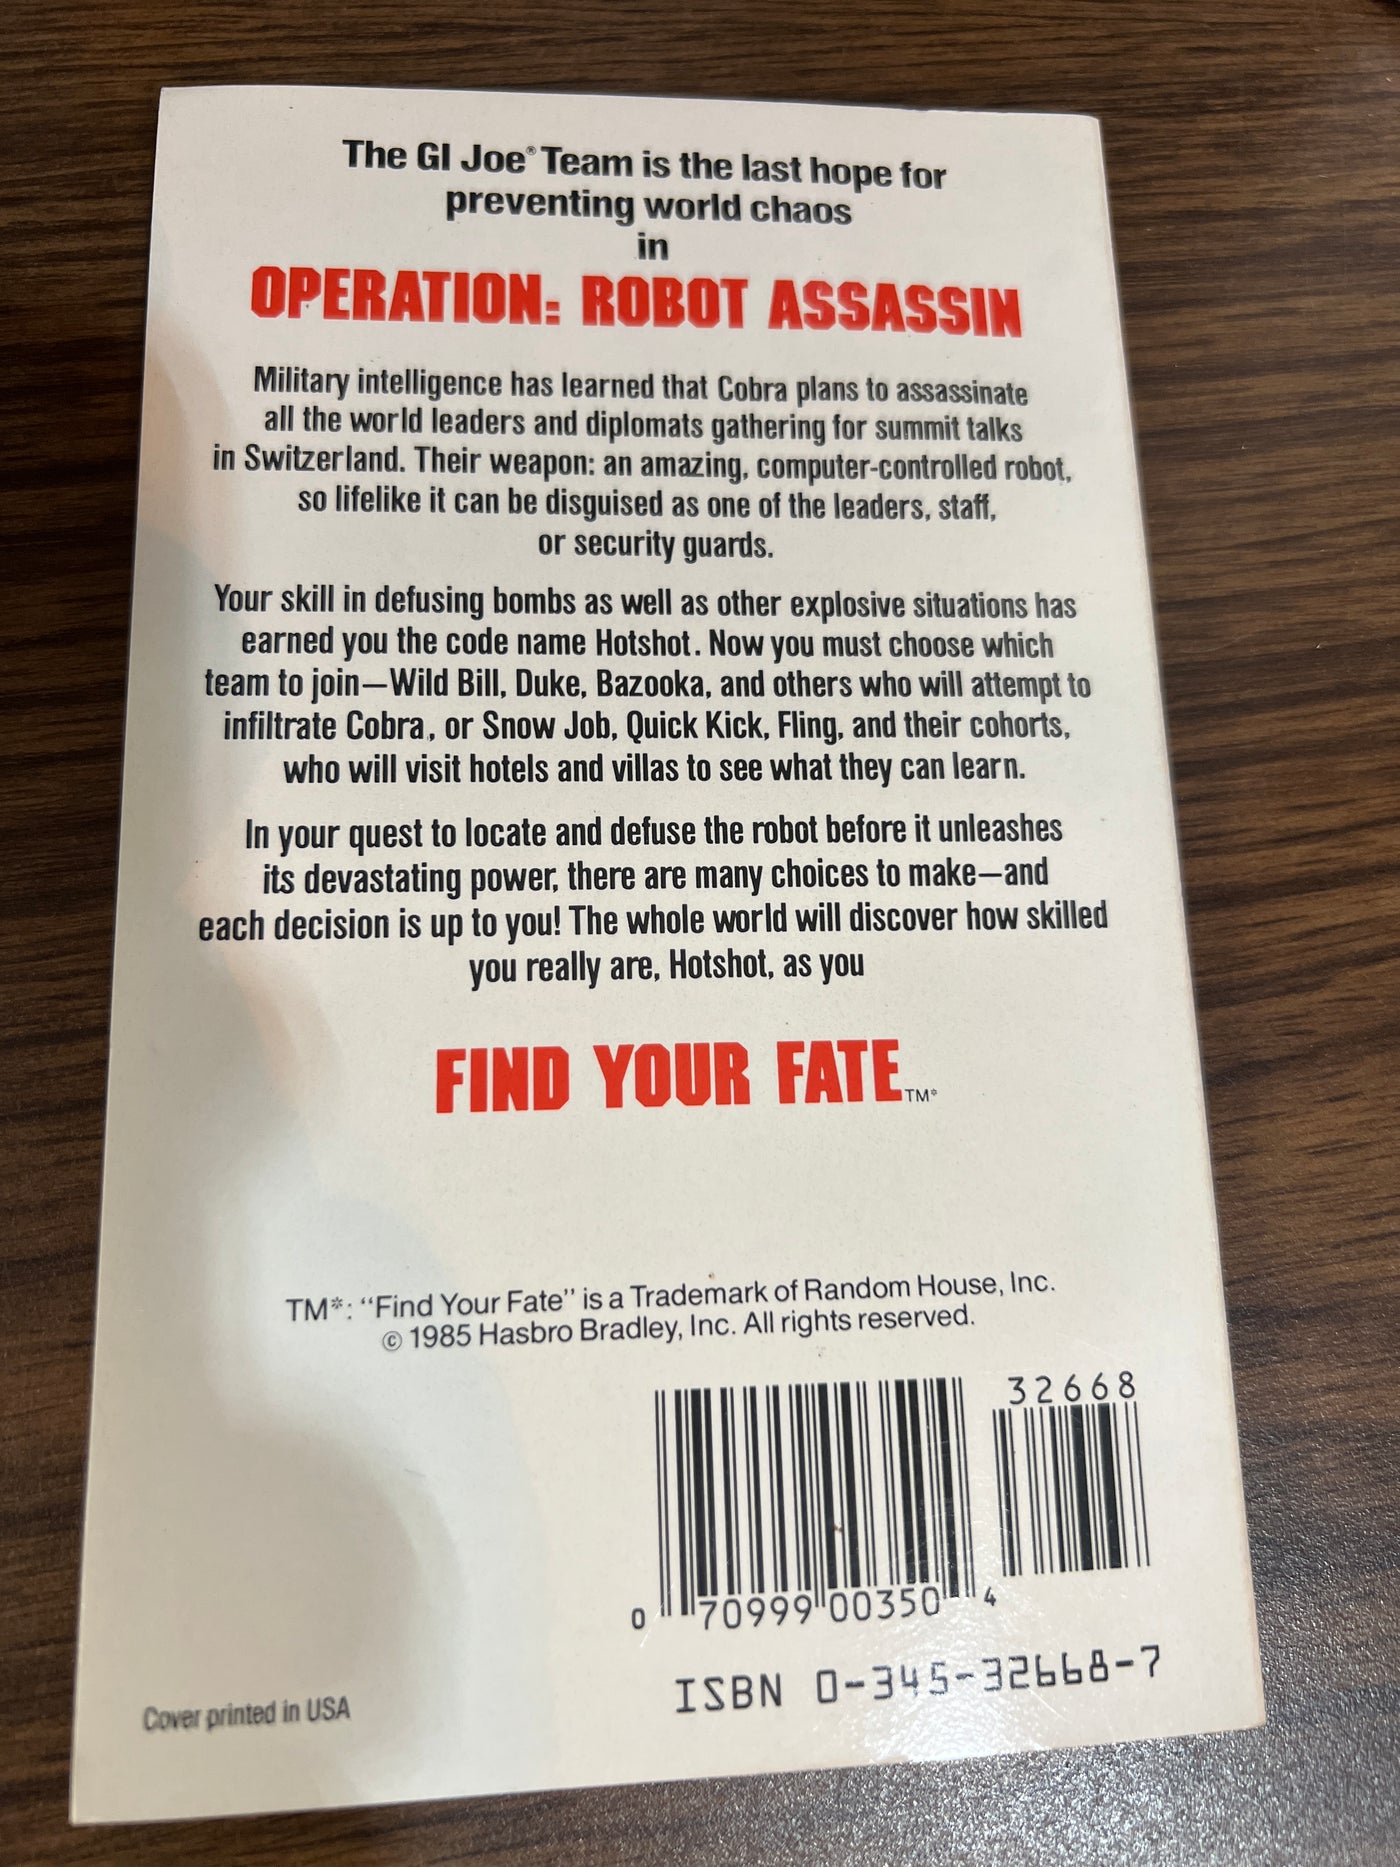 The GI Joe® Team is the last hope for
preventing world chaos
in
OPERATION: ROBOT ASSASSIN
Military intelligence has learned that Cobra plans to assassinate
all the world leaders and diplomats gathering for summit talks
in Switzerland. Their weapon: an amazing, computer-controlled robot,
so lifelike it can be disguised as one of the leaders, staff,
or security guards.
Your skill in defusing bombs as well as other explosive situations has
earned you the code name Hotshot. Now you must choose which
team to join—Wild Bill, Duke, Bazooka, and others who will attempt to
infiltrate Cobra, or Snow Job, Quick Kick, Fling, and their cohorts,
who will visit hotels and villas to see what they can learn.
In your quest to locate and defuse the robot before it unleashes
its devastating power, there are many choices to make—and
each decision is up to you! The whole world will discover how skilled
you really are, Hotshot, as you
FIND YOUR FATE TM*
TM*: “Find Your Fate” is a Trademark of Random House, Inc.
© 1985 Hasbro Bradley, Inc. All rights reserved.
32668
0 70999 00350 4
ISBN 0-345-32668-7
Cover printed in USA